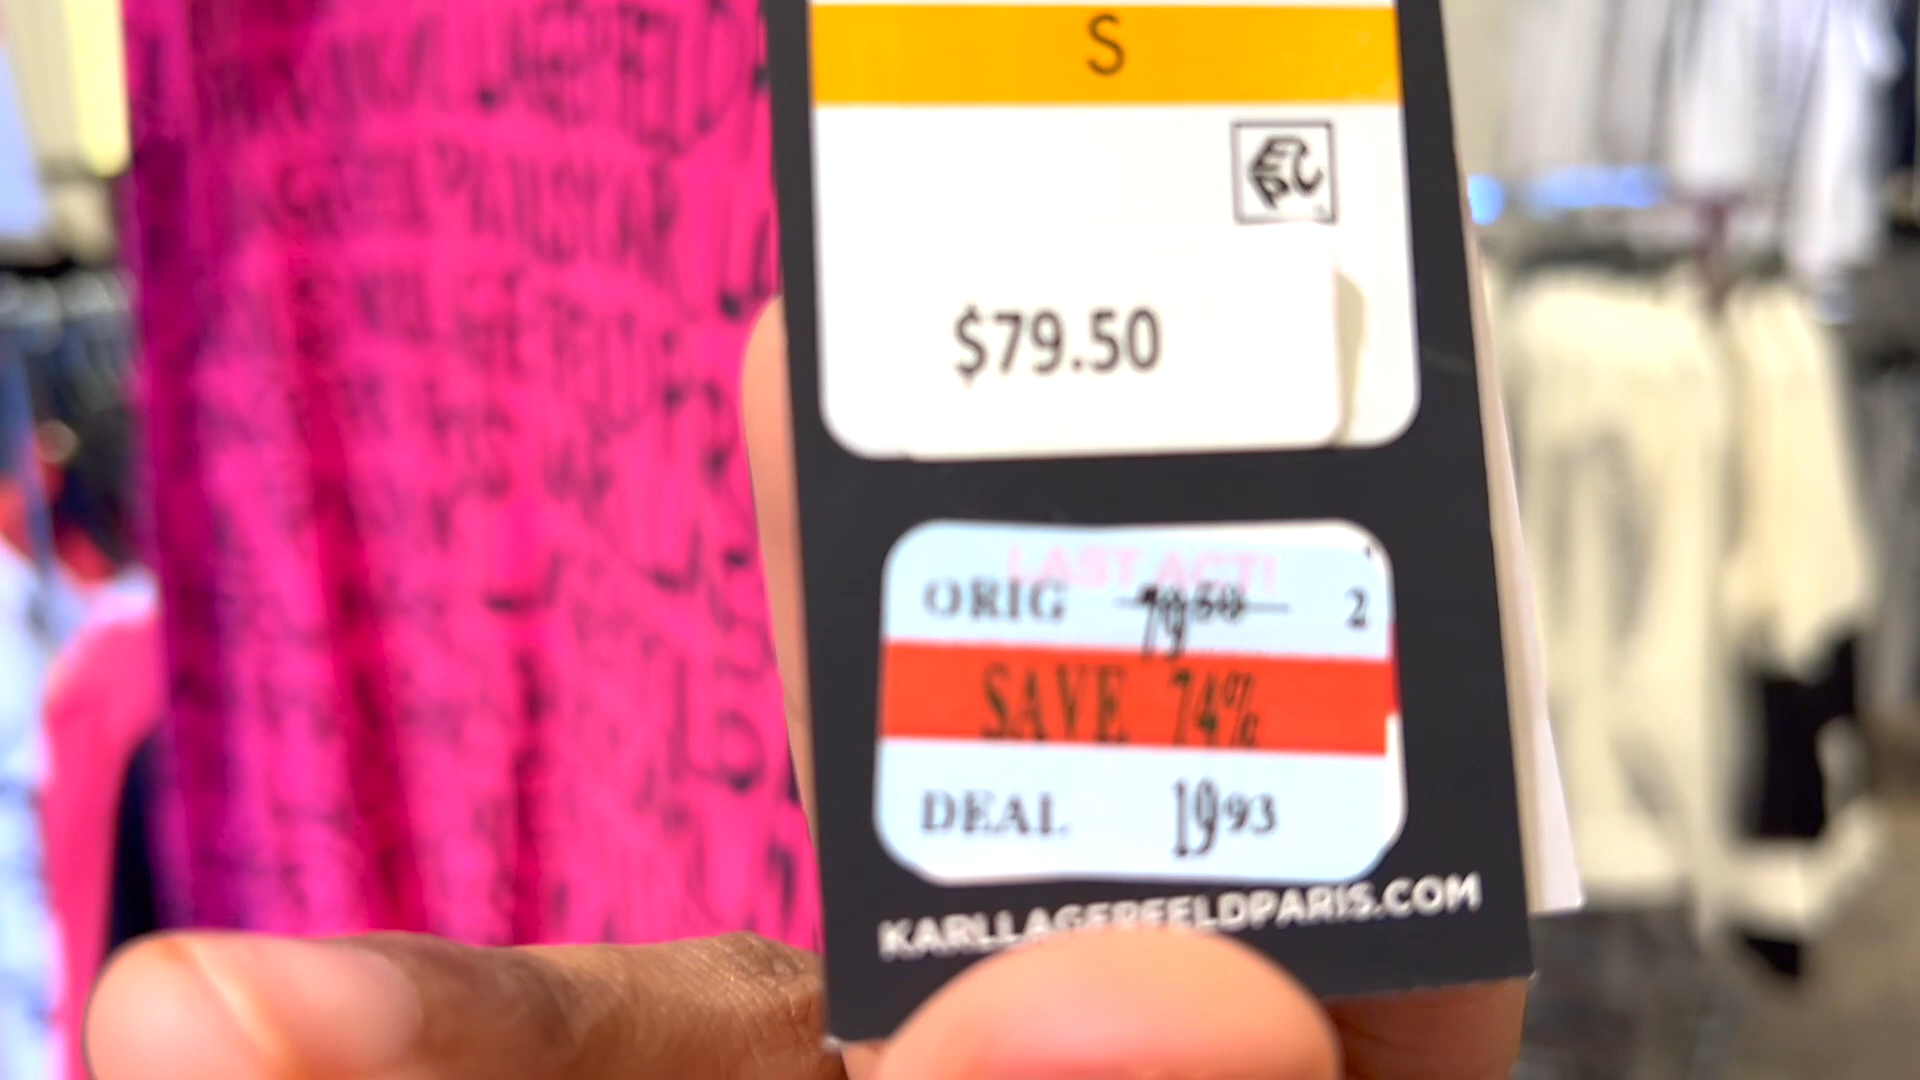 S
$79.50
LAST ACT!
ORIG 79 50 2
SAVE 74%
DEAL 19 93
KARLLAGERFELDPARIS.COM